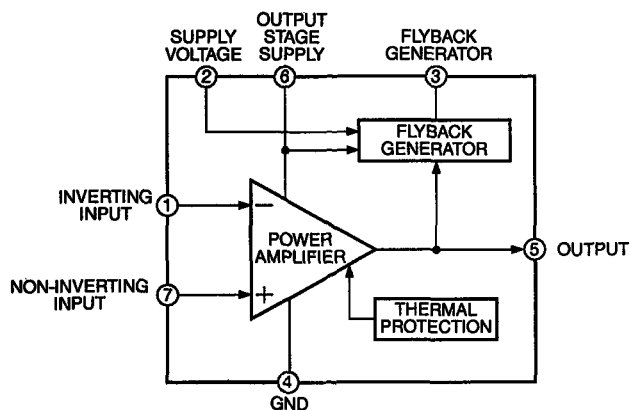 OUTPUT
STAGE
SUPPLY
SUPPLY
VOLTAGE
FLYBACK
GENERATOR
2
6
3
FLYBACK
GENERATOR
INVERTING
INPUT
1
−
POWER
AMPLIFIER
5
OUTPUT
NON-INVERTING
INPUT
7
+
THERMAL
PROTECTION
4
GND